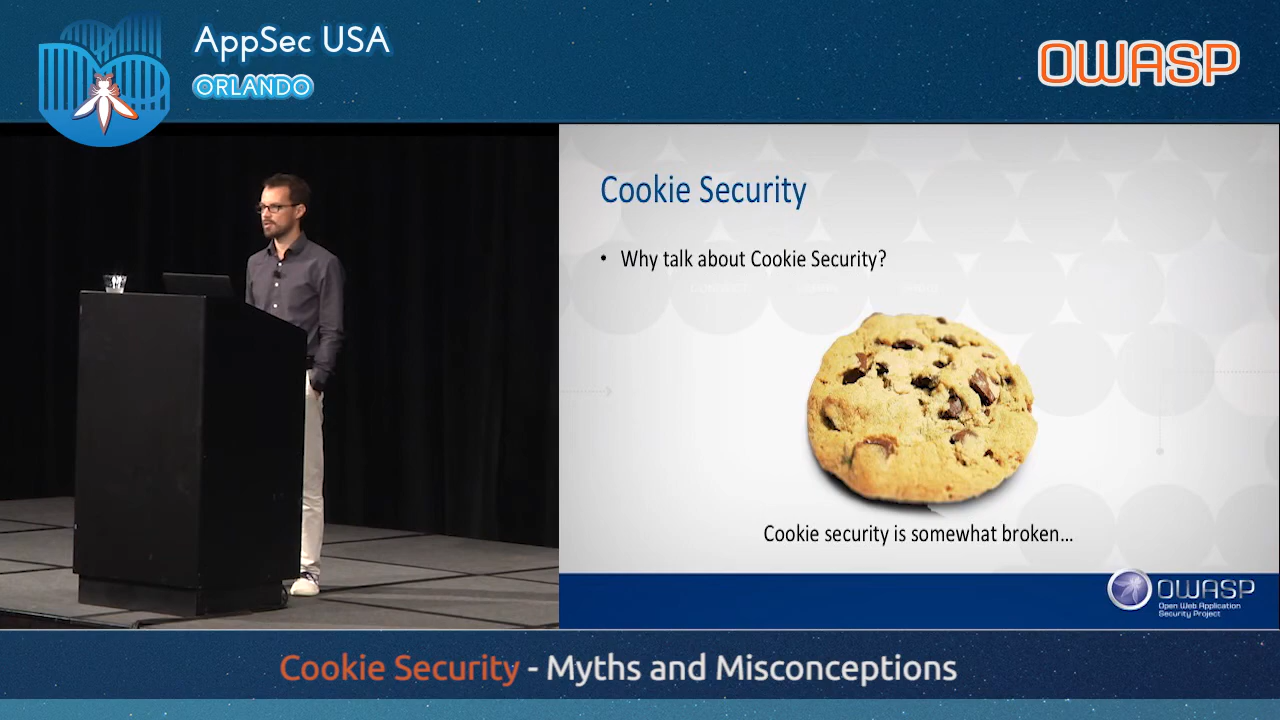 AppSec USA
ORLANDO
OWASP
Cookie Security
• Why talk about Cookie Security?
Cookie security is somewhat broken...
OWASP
Open Web Application
Security Project
Cookie Security - Myths and Misconceptions